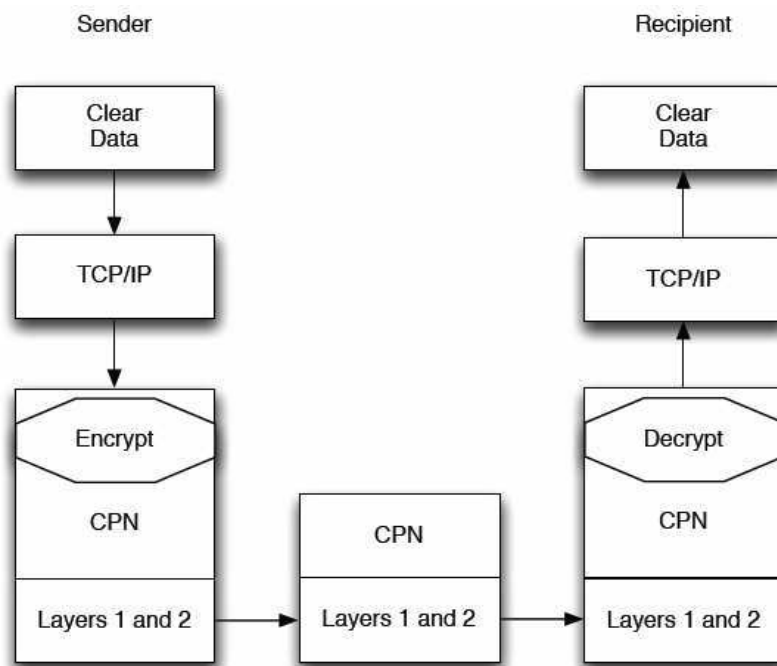 Sender
Recipient
Clear
Data
Clear
Data
TCP/IP
TCP/IP
Encrypt
Decrypt
CPN
CPN
CPN
Layers 1 and 2
Layers 1 and 2
Layers 1 and 2